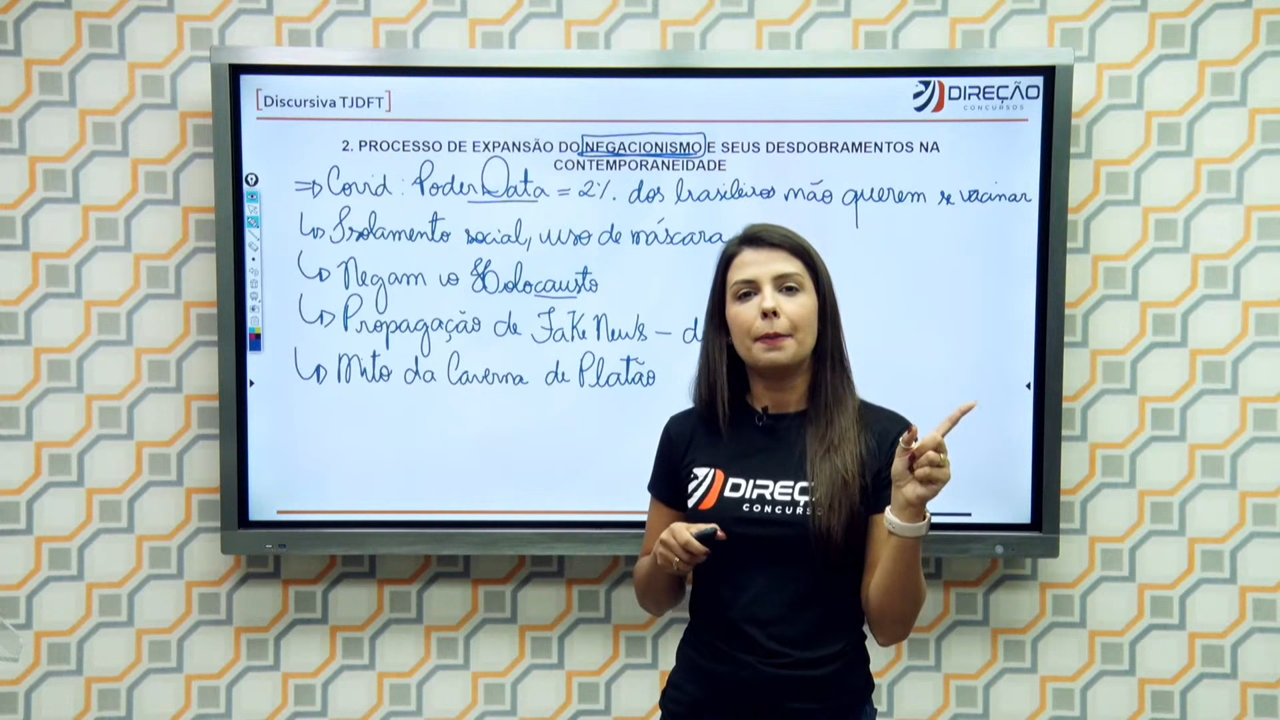 [Discursiva TJDFT]
DIREÇÃO
CONCURSOS
2. PROCESSO DE EXPANSÃO DO NEGACIONISMO E SEUS DESDOBRAMENTOS NA
CONTEMPORANEIDADE
⇒ Covid: PoderData = 2%. dos brasileiros não querem se vacinar
↳ Isolamento social, uso de máscara
↳ Negam o Holocausto
↳ Propagação de Fake News – d
↳ Mito da Caverna de Platão
DIREÇ
CONCURS